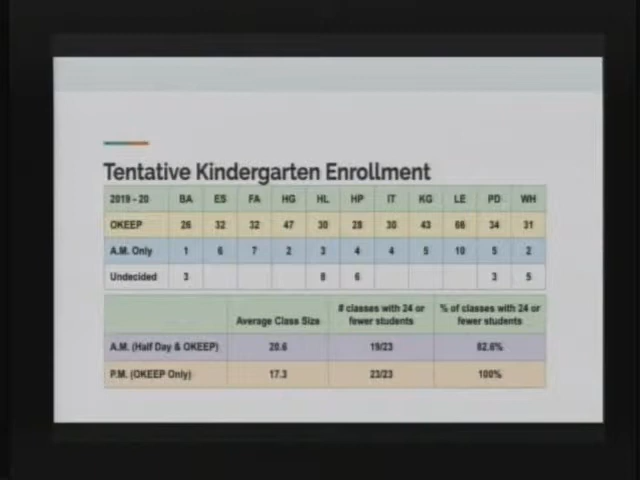 Tentative Kindergarten Enrollment
2019 - 20 BA ES FA HG HL HP IT KG LE PD WH
OKEEP 26 32 32 47 30 28 30 43 66 34 31
A.M. Only 1 6 7 2 3 4 4 5 10 5 2
Undecided 3 8 6 3 5
Average Class Size # classes with 24 or fewer students % of classes with 24 or fewer students
A.M. (Half Day & OKEEP) 20.6 19/23 82.6%
P.M. (OKEEP Only) 17.3 23/23 100%